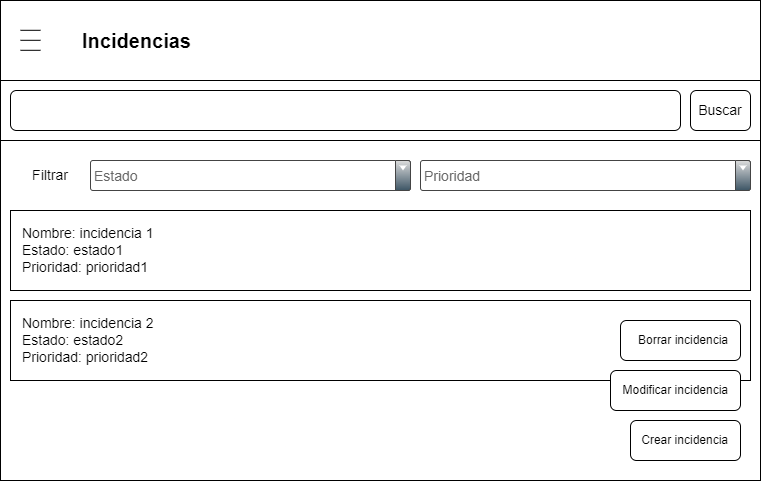 Incidencias
Buscar
Filtrar Estado Prioridad
Nombre: incidencia 1
Estado: estado1
Prioridad: prioridad1
Nombre: incidencia 2
Estado: estado2
Prioridad: prioridad2
Borrar incidencia
Modificar incidencia
Crear incidencia